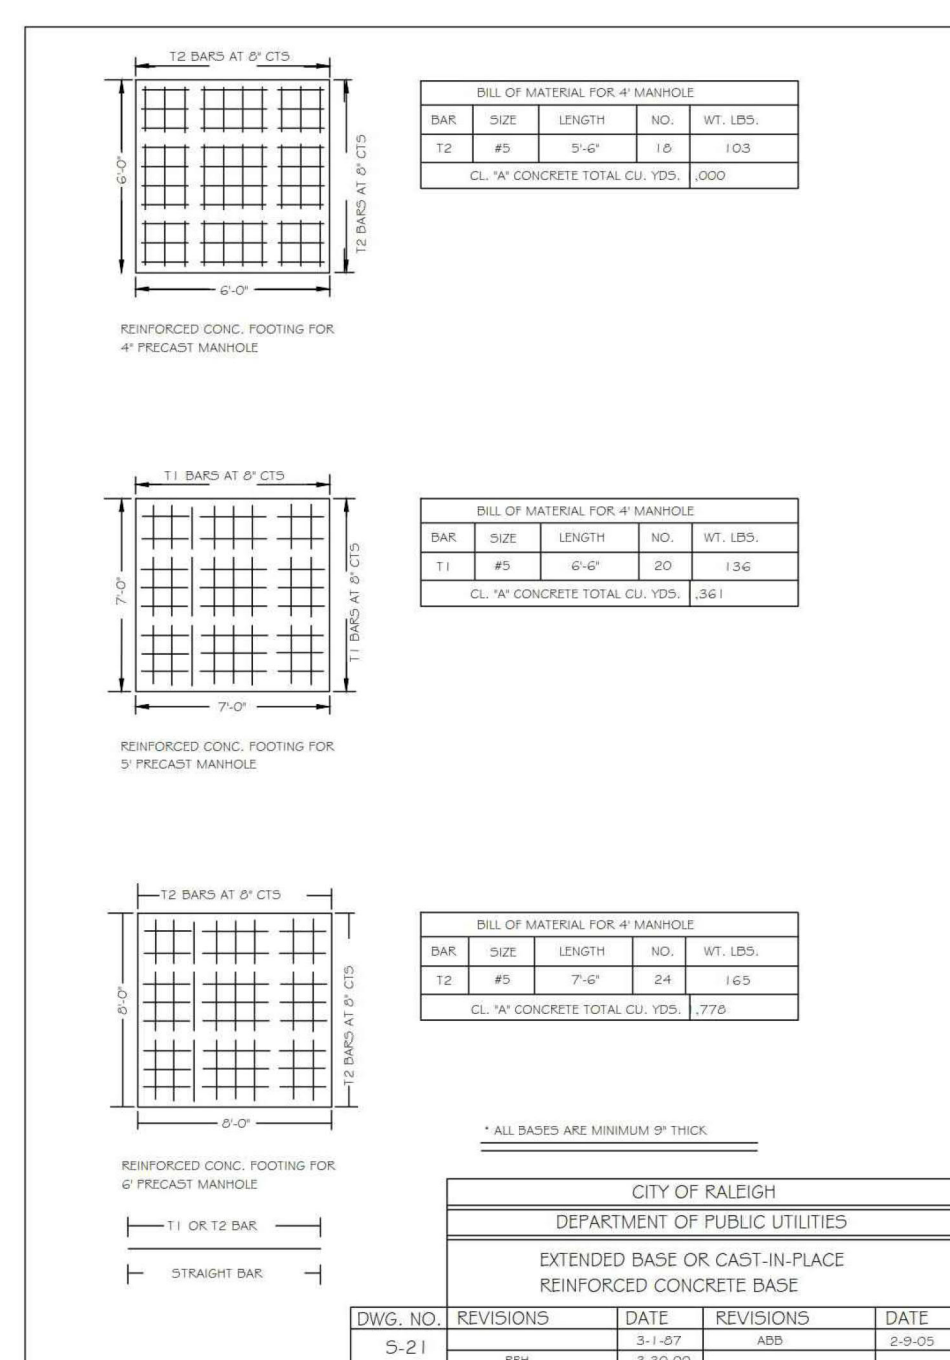 T2 BARS AT 8" CTS
6'-0"
T2 BARS AT 8" CTS
6'-0"
REINFORCED CONC. FOOTING FOR
4" PRECAST MANHOLE
BILL OF MATERIAL FOR 4' MANHOLE
BAR SIZE LENGTH NO. WT. LBS.
T2 #5 5'-6" 18 103
CL. "A" CONCRETE TOTAL CU. YDS. 1,000
T1 BARS AT 8" CTS
7'-0"
T1 BARS AT 8" CTS
7'-0"
REINFORCED CONC. FOOTING FOR
5' PRECAST MANHOLE
BILL OF MATERIAL FOR 4' MANHOLE
BAR SIZE LENGTH NO. WT. LBS.
T1 #5 6'-6" 20 136
CL. "A" CONCRETE TOTAL CU. YDS. 1,361
T2 BARS AT 8" CTS
8'-0"
T2 BARS AT 8" CTS
8'-0"
REINFORCED CONC. FOOTING FOR
6' PRECAST MANHOLE
BILL OF MATERIAL FOR 4' MANHOLE
BAR SIZE LENGTH NO. WT. LBS.
T2 #5 7'-6" 24 165
CL. "A" CONCRETE TOTAL CU. YDS. 1,778
* ALL BASES ARE MINIMUM 9" THICK
T1 OR T2 BAR
STRAIGHT BAR
CITY OF RALEIGH
DEPARTMENT OF PUBLIC UTILITIES
EXTENDED BASE OR CAST-IN-PLACE
REINFORCED CONCRETE BASE
DWG. NO. REVISIONS DATE REVISIONS DATE
S-21 3-1-87 ABB 2-9-05